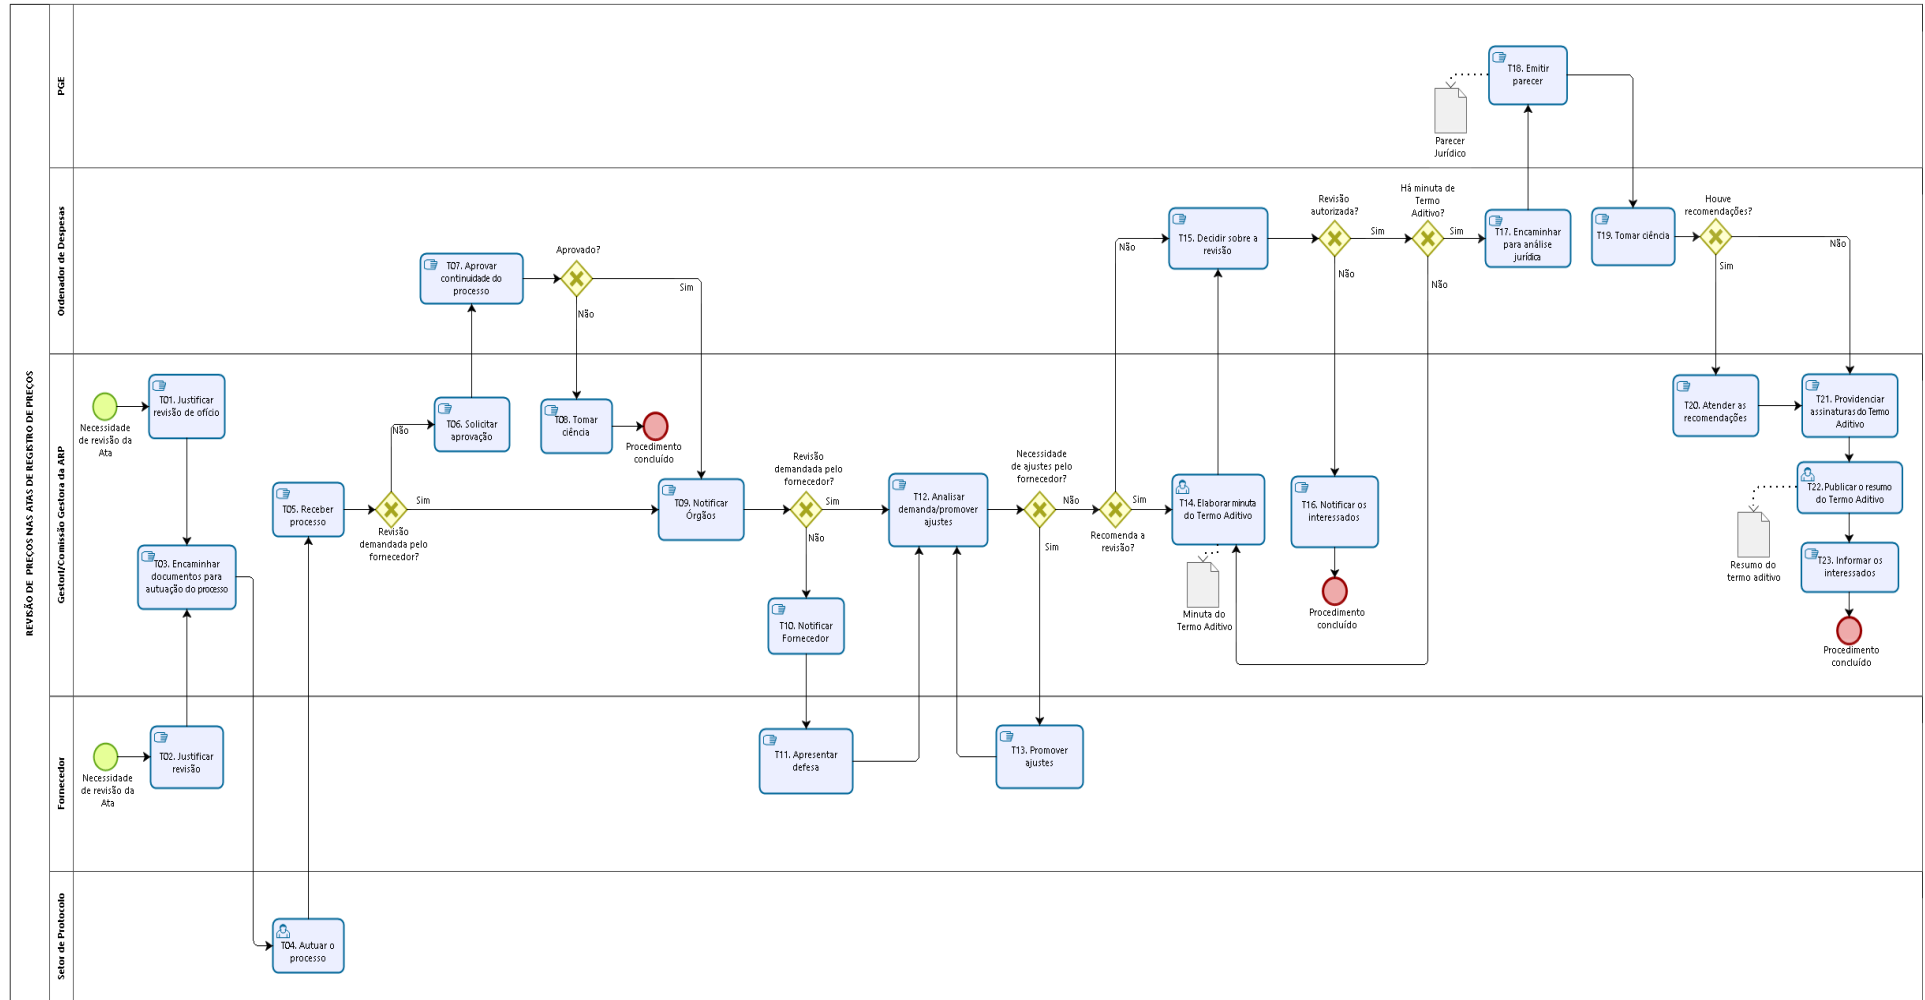 REVISÃO DE PREÇOS NAS ATAS DE REGISTRO DE PREÇOS
PGE
T18. Emitir
parecer
Parecer
Jurídico
Ordenador de Despesas
T07. Aprovar
continuidade do
processo
Aprovado?
Sim
Não
Não
T15. Decidir sobre a
revisão
Revisão
autorizada?
Sim
Não
Há minuta de
Termo
Aditivo?
Sim
Não
T17. Encaminhar
para análise
jurídica
T19. Tomar ciência
Houve
recomendações?
Não
Sim
Gestorl/Comissão Gestora da ARP
Necessidade
de revisão da
Ata
T01. Justificar
revisão de ofício
T03. Encaminhar
documentos para
autuação do processo
T05. Receber
processo
Revisão
demandada pelo
fornecedor?
Não
Sim
T06. Solicitar
aprovação
T08. Tomar
ciência
Procedimento
concluído
T09. Notificar
Órgãos
Revisão
demandada pelo
fornecedor?
Sim
Não
T10. Notificar
Fornecedor
T12. Analisar
demanda/promover
ajustes
Necessidade
de ajustes pelo
fornecedor?
Não
Sim
Recomenda a
revisão?
Sim
T14. Elaborar minuta
do Termo Aditivo
Minuta do
Termo Aditivo
T16. Notificar os
interessados
Procedimento
concluído
T20. Atender as
recomendações
T21. Providenciar
assinaturas do Termo
Aditivo
T22.Publicar o resumo
do Termo Aditivo
Resumo do
termo aditivo
T23. Informar os
interessados
Procedimento
concluído
Fornecedor
Necessidade
de revisão da
Ata
T02. Justificar
revisão
T11. Apresentar
defesa
T13. Promover
ajustes
Setor de Protocolo
T04. Autuar o
processo